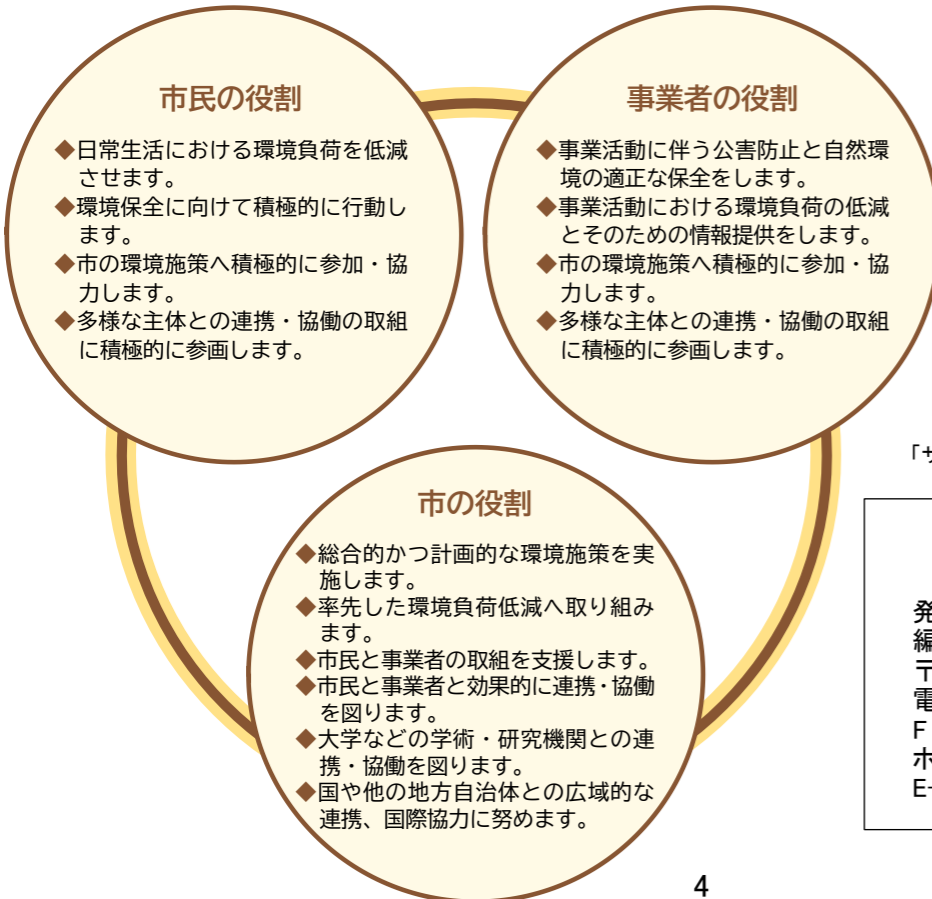 市民の役割
◆日常生活における環境負荷を低減
させます。
◆環境保全に向けて積極的に行動し
ます。
◆市の環境施策へ積極的に参加・協
力します。
◆多様な主体との連携・協働の取組
に積極的に参画します。
事業者の役割
◆事業活動に伴う公害防止と自然環
境の適正な保全をします。
◆事業活動における環境負荷の低減
とそのための情報提供をします。
◆市の環境施策へ積極的に参加・協
力します。
◆多様な主体との連携・協働の取組
に積極的に参画します。
市の役割
◆総合的かつ計画的な環境施策を実
施します。
◆率先した環境負荷低減へ取り組み
ます。
◆市民と事業者の取組を支援します。
◆市民と事業者と効果的に連携・協働
を図ります。
◆大学などの学術・研究機関との連
携・協働を図ります。
◆国や他の地方自治体との広域的な
連携、国際協力に努めます。
「サ
発
編
〒
電
F
ホ
E-
4